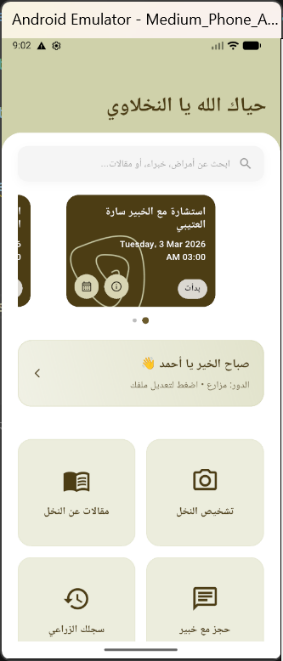 Android Emulator - Medium_Phone_A...
9:02
حياك الله يا النخلاوي
ابحث عن أمراض، خبراء، أو مقالات...
استشارة مع الخبير سارة
العتيبي
Tuesday, 3 Mar 2026
03:00 AM
بدأت
صباح الخير يا أحمد 👋
الدور: مزارع • اضغط لتعديل ملفك
تشخيص النخل
مقالات عن النخل
حجز مع خبير
سجلك الزراعي